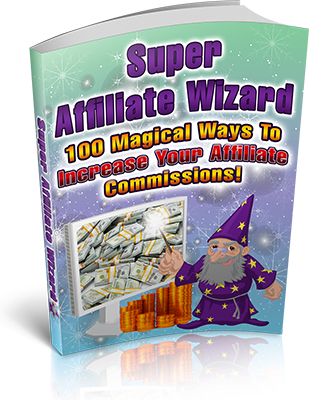 Super
Affiliate Wizard
100 Magical Ways To
Increase Your Affiliate
Commissions!
Super Affiliate Wizard